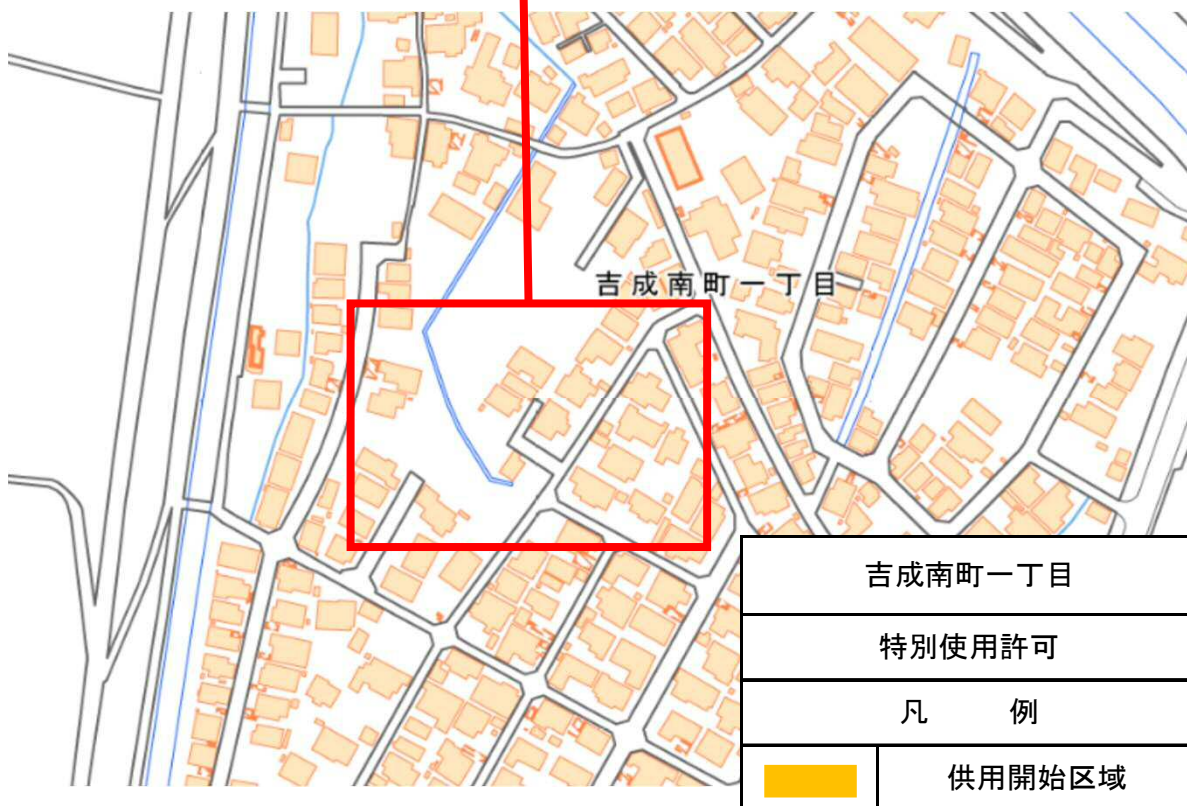 吉成南町一丁目
吉成南町一丁目
特別使用許可
凡　　例
供用開始区域